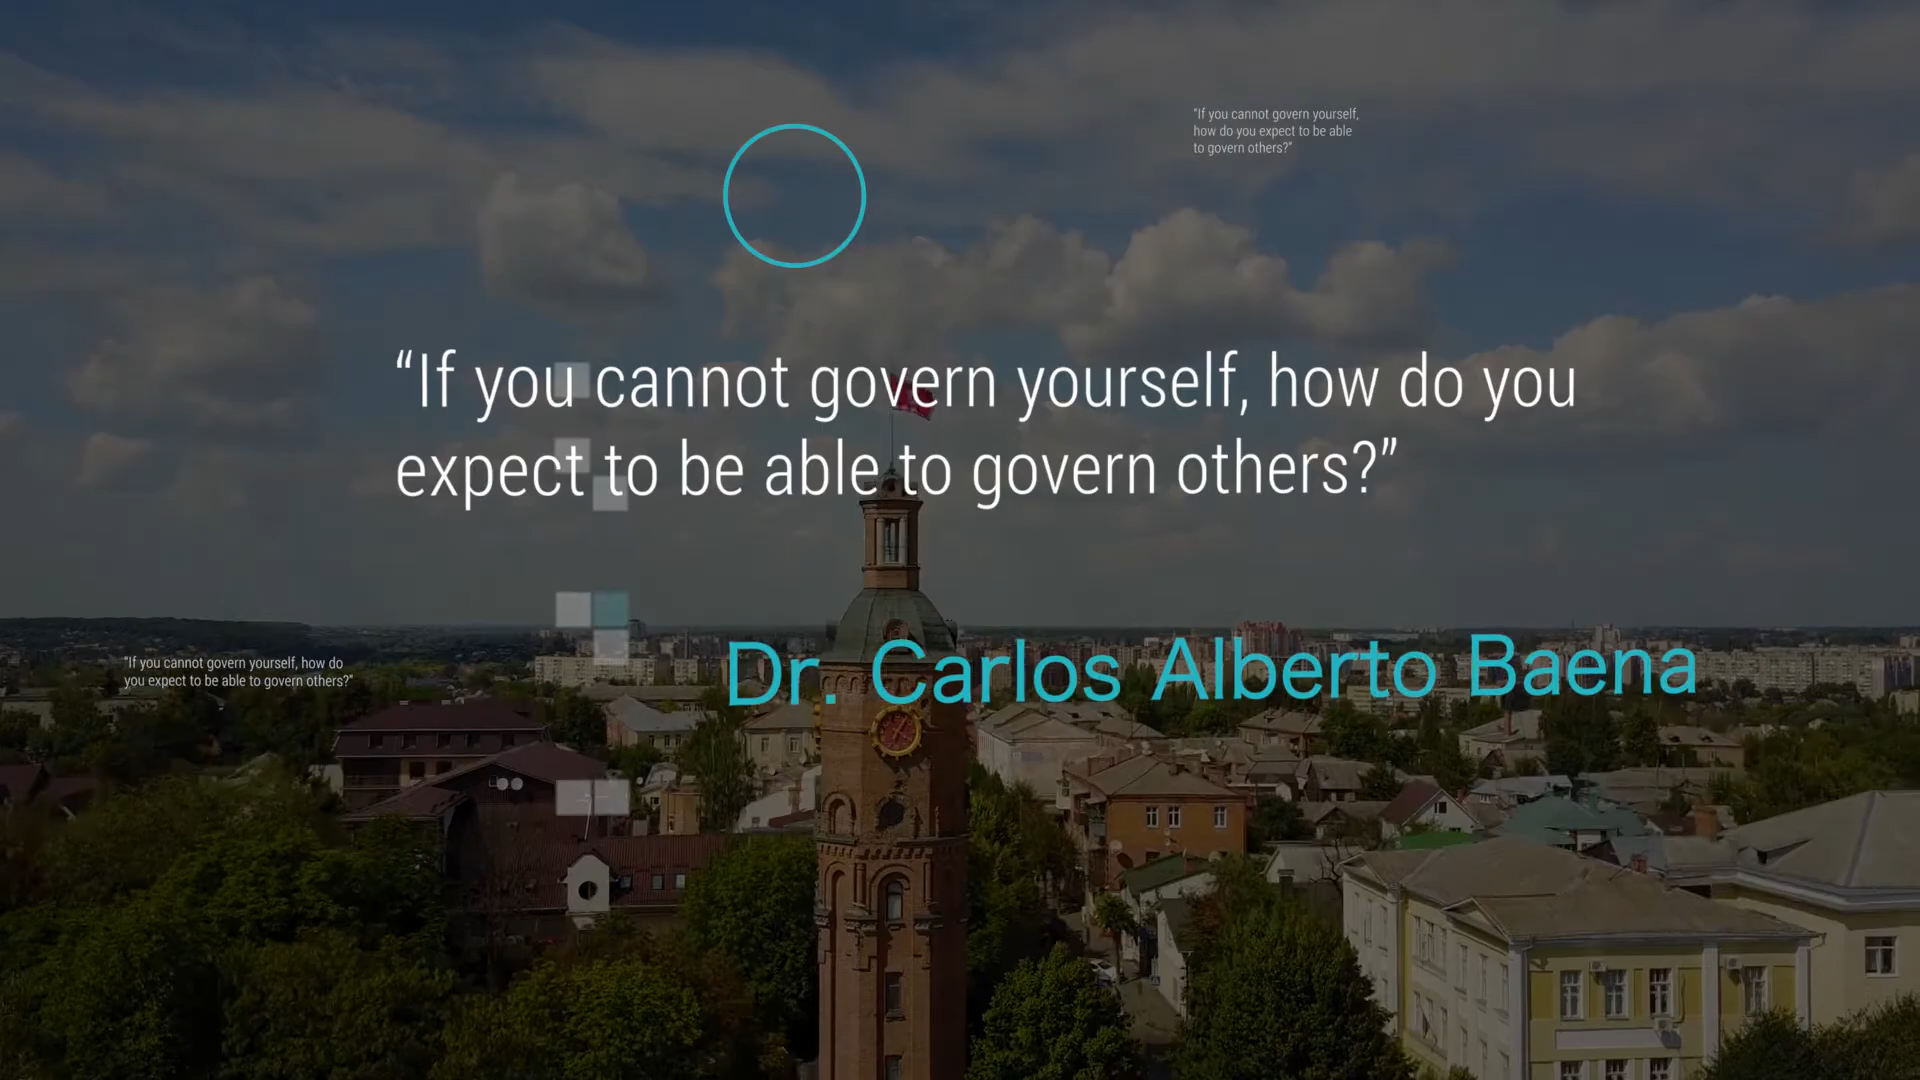 "If you cannot govern yourself,
how do you expect to be able
to govern others?"
“If you cannot govern yourself, how do you
expect to be able to govern others?”
Dr. Carlos Alberto Baena
"If you cannot govern yourself, how do
you expect to be able to govern others?"